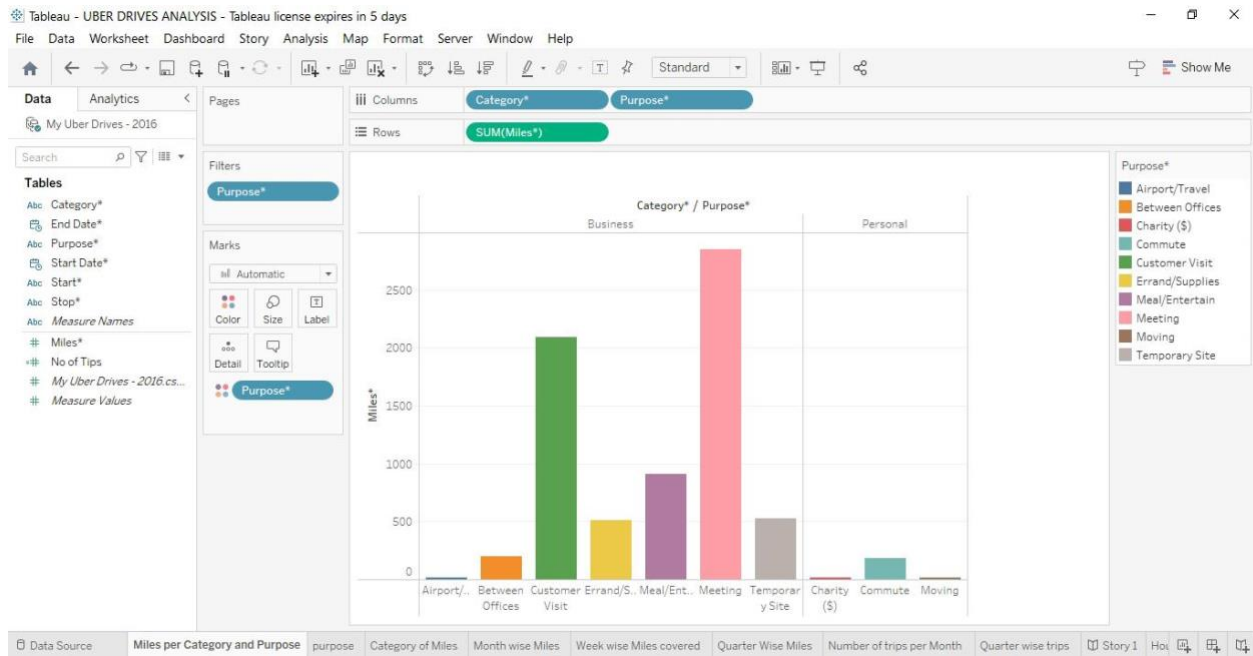 Tableau - UBER DRIVES ANALYSIS - Tableau license expires in 5 days
File Data Worksheet Dashboard Story Analysis Map Format Server Window Help
Standard
Show Me
Data Analytics
My Uber Drives - 2016
Search
Tables
Abc Category*
End Date*
Abc Purpose*
Start Date*
Abc Start*
Abc Stop*
Abc Measure Names
# Miles*
# No of Tips
# My Uber Drives - 2016.cs...
# Measure Values
Pages
Filters
Purpose*
Marks
Automatic
Color Size Label
Detail Tooltip
Purpose*
Columns Category* Purpose*
Rows SUM(Miles*)
Category* / Purpose*
Business Personal
Miles*
2500
2000
1500
1000
500
0
Airport/.. Between Offices Customer Visit Errand/S.. Meal/Ent.. Meeting Temporar y Site Charity ($) Commute Moving
Purpose*
Airport/Travel
Between Offices
Charity ($)
Commute
Customer Visit
Errand/Supplies
Meal/Entertain
Meeting
Moving
Temporary Site
Data Source Miles per Category and Purpose purpose Category of Miles Month wise Miles Week wise Miles covered Quarter Wise Miles Number of trips per Month Quarter wise trips Story 1 Hou